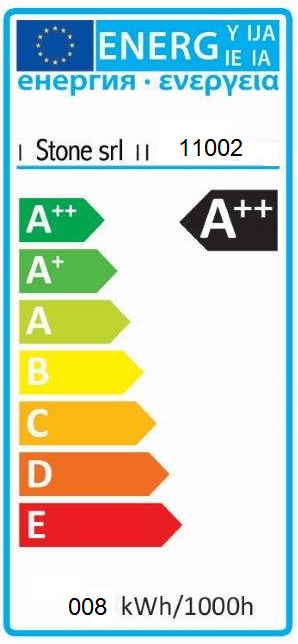 ENERG Y IJA
IE IA
енергия · ενεργεια
I Stone srl I I 11002
A++ A++
A+
A
B
C
D
E
008 kWh/1000h